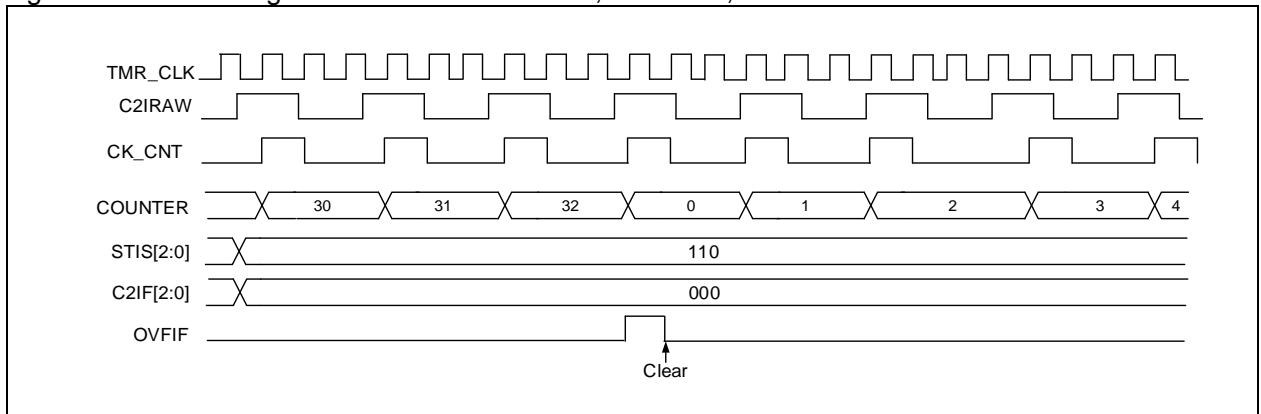 TMR_CLK
C2IRAW
CK_CNT
COUNTER 30 31 32 0 1 2 3 4
STIS[2:0] 110
C2IF[2:0] 000
OVFIF
Clear